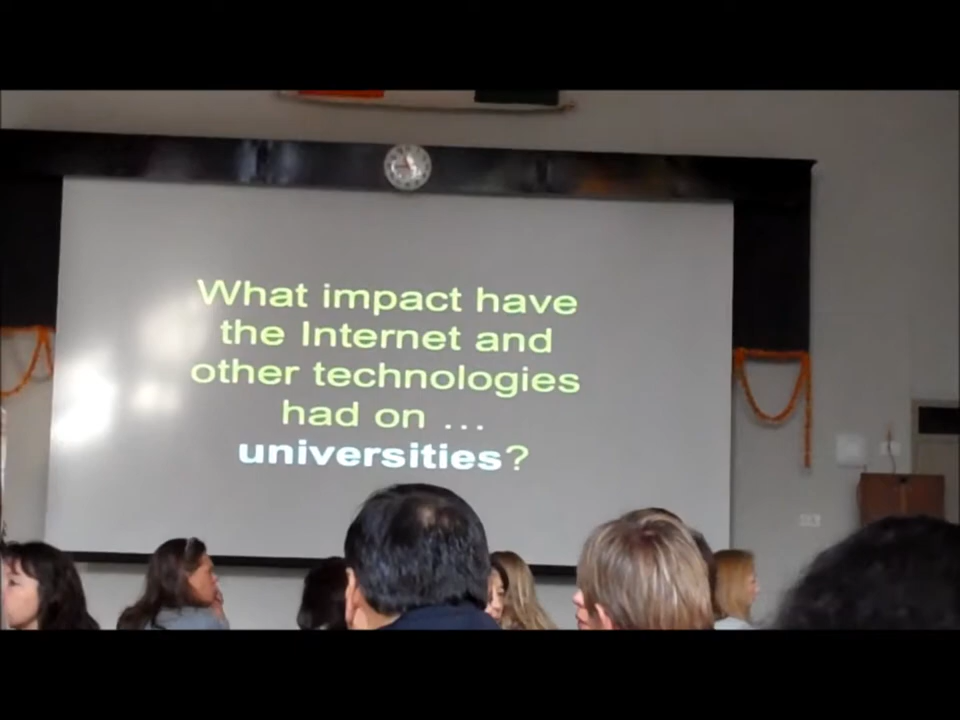 What impact have
the Internet and
other technologies
had on ...
universities?